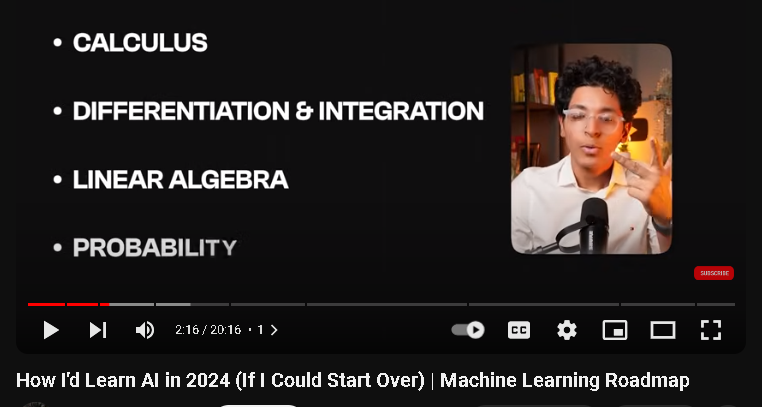 • CALCULUS
• DIFFERENTIATION & INTEGRATION
• LINEAR ALGEBRA
• PROBABILITY
SUBSCRIBE
2:16 / 20:16 • 1
CC
How I'd Learn AI in 2024 (If I Could Start Over) | Machine Learning Roadmap